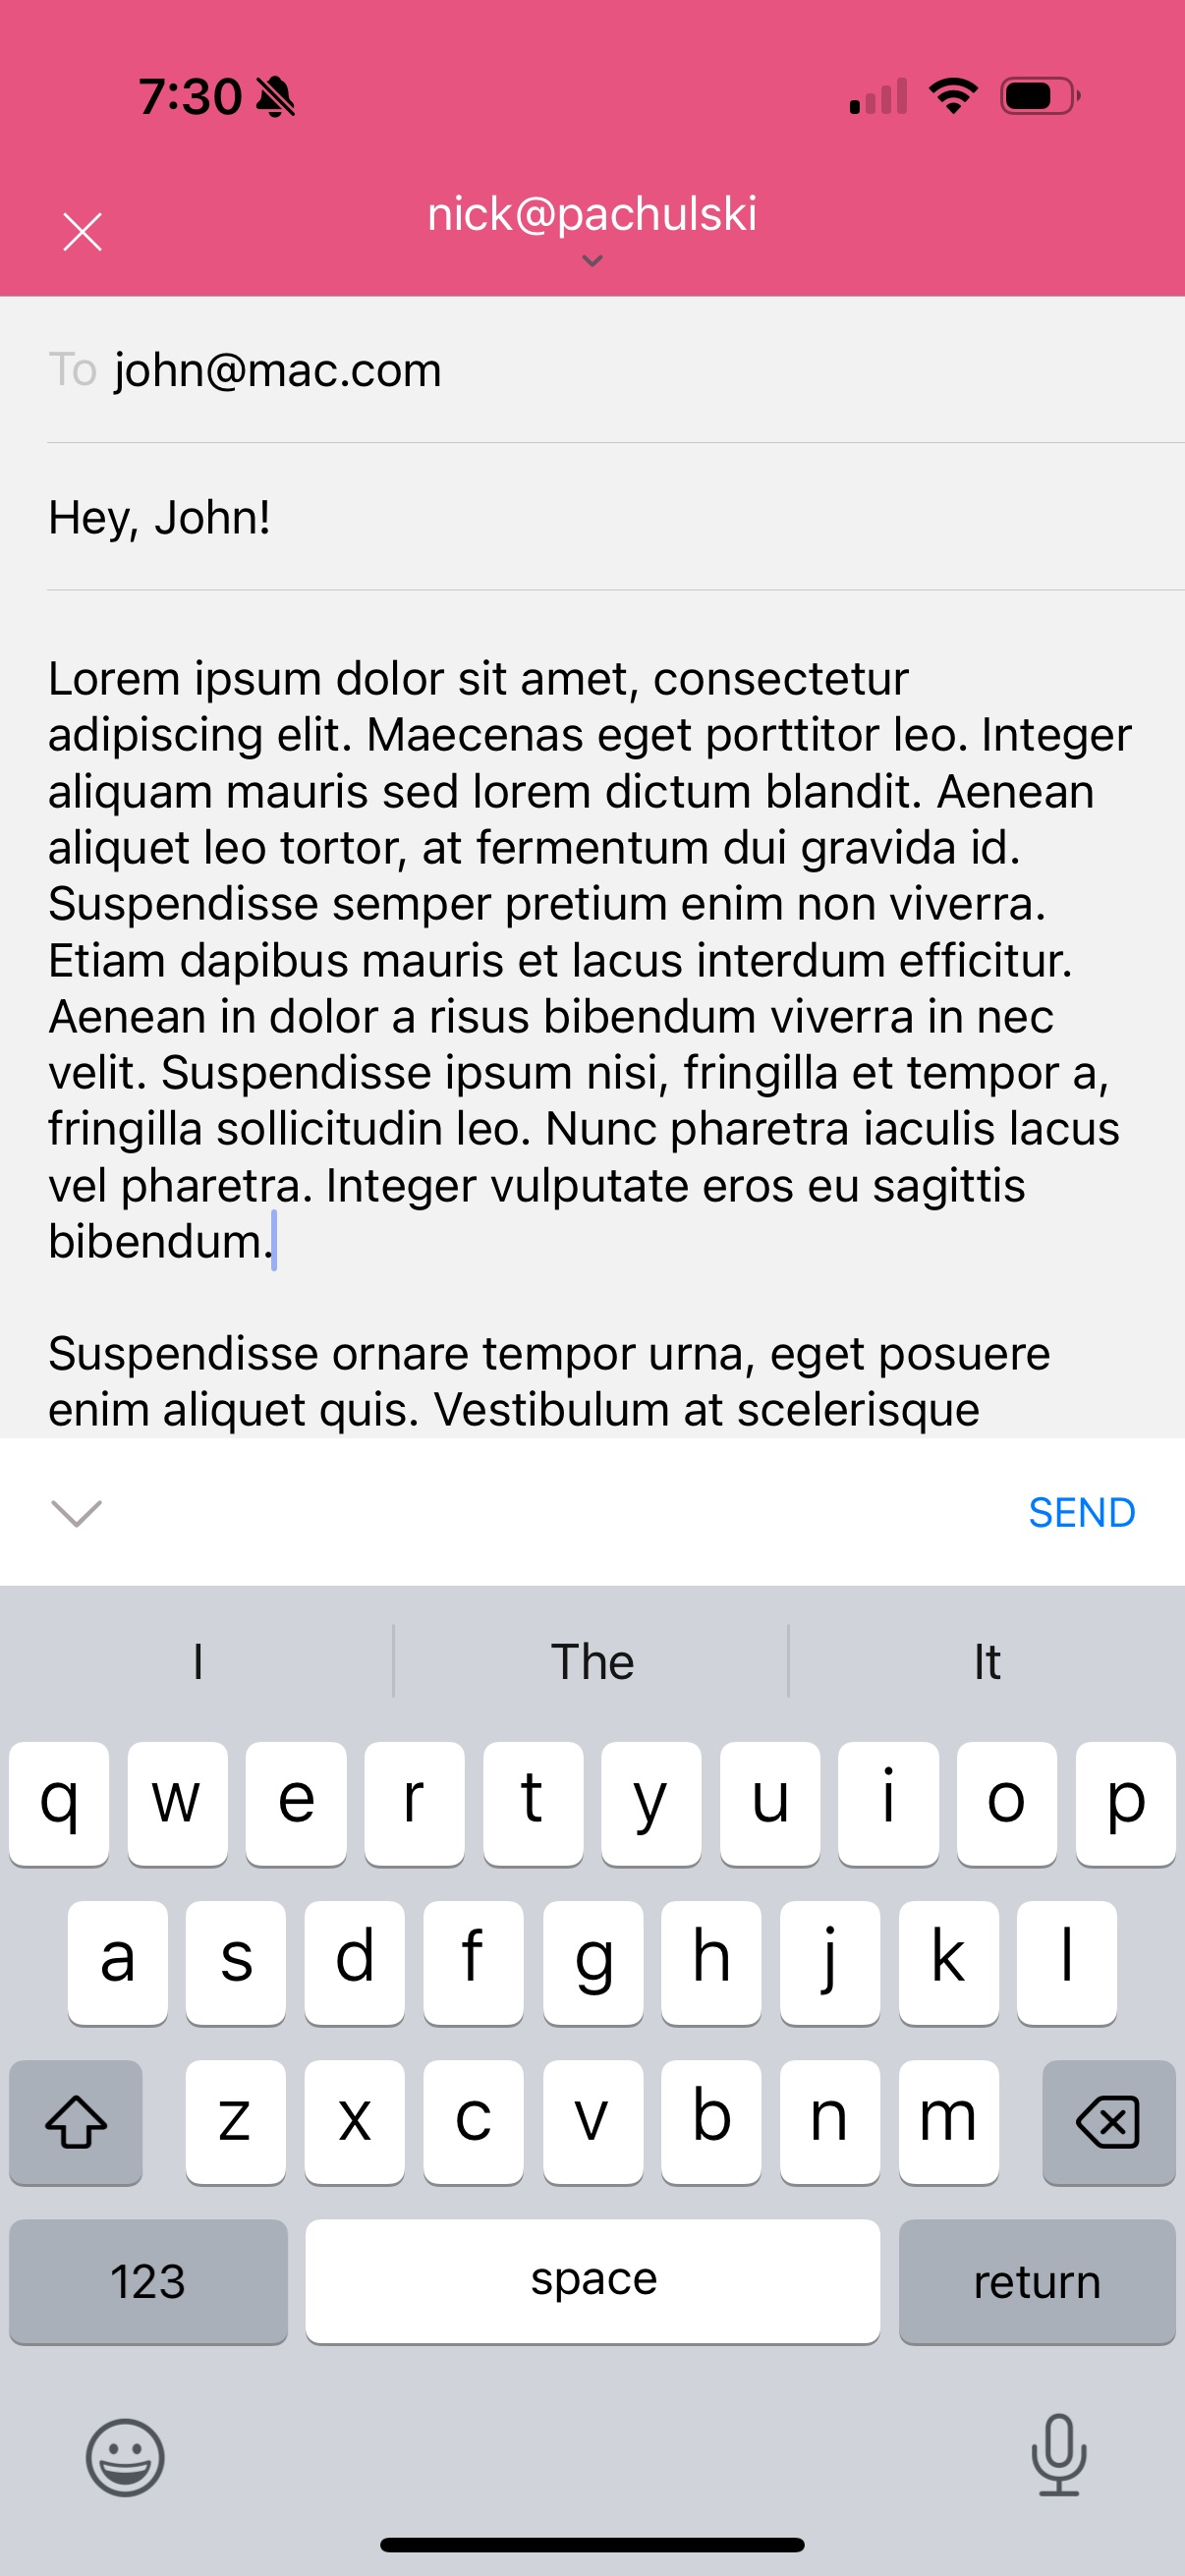 7:30
nick@pachulski
To john@mac.com
Hey, John!
Lorem ipsum dolor sit amet, consectetur
adipiscing elit. Maecenas eget porttitor leo. Integer
aliquam mauris sed lorem dictum blandit. Aenean
aliquet leo tortor, at fermentum dui gravida id.
Suspendisse semper pretium enim non viverra.
Etiam dapibus mauris et lacus interdum efficitur.
Aenean in dolor a risus bibendum viverra in nec
velit. Suspendisse ipsum nisi, fringilla et tempor a,
fringilla sollicitudin leo. Nunc pharetra iaculis lacus
vel pharetra. Integer vulputate eros eu sagittis
bibendum.
Suspendisse ornare tempor urna, eget posuere
enim aliquet quis. Vestibulum at scelerisque
SEND
I The It
q w e r t y u i o p
a s d f g h j k l
z x c v b n m
123 space return